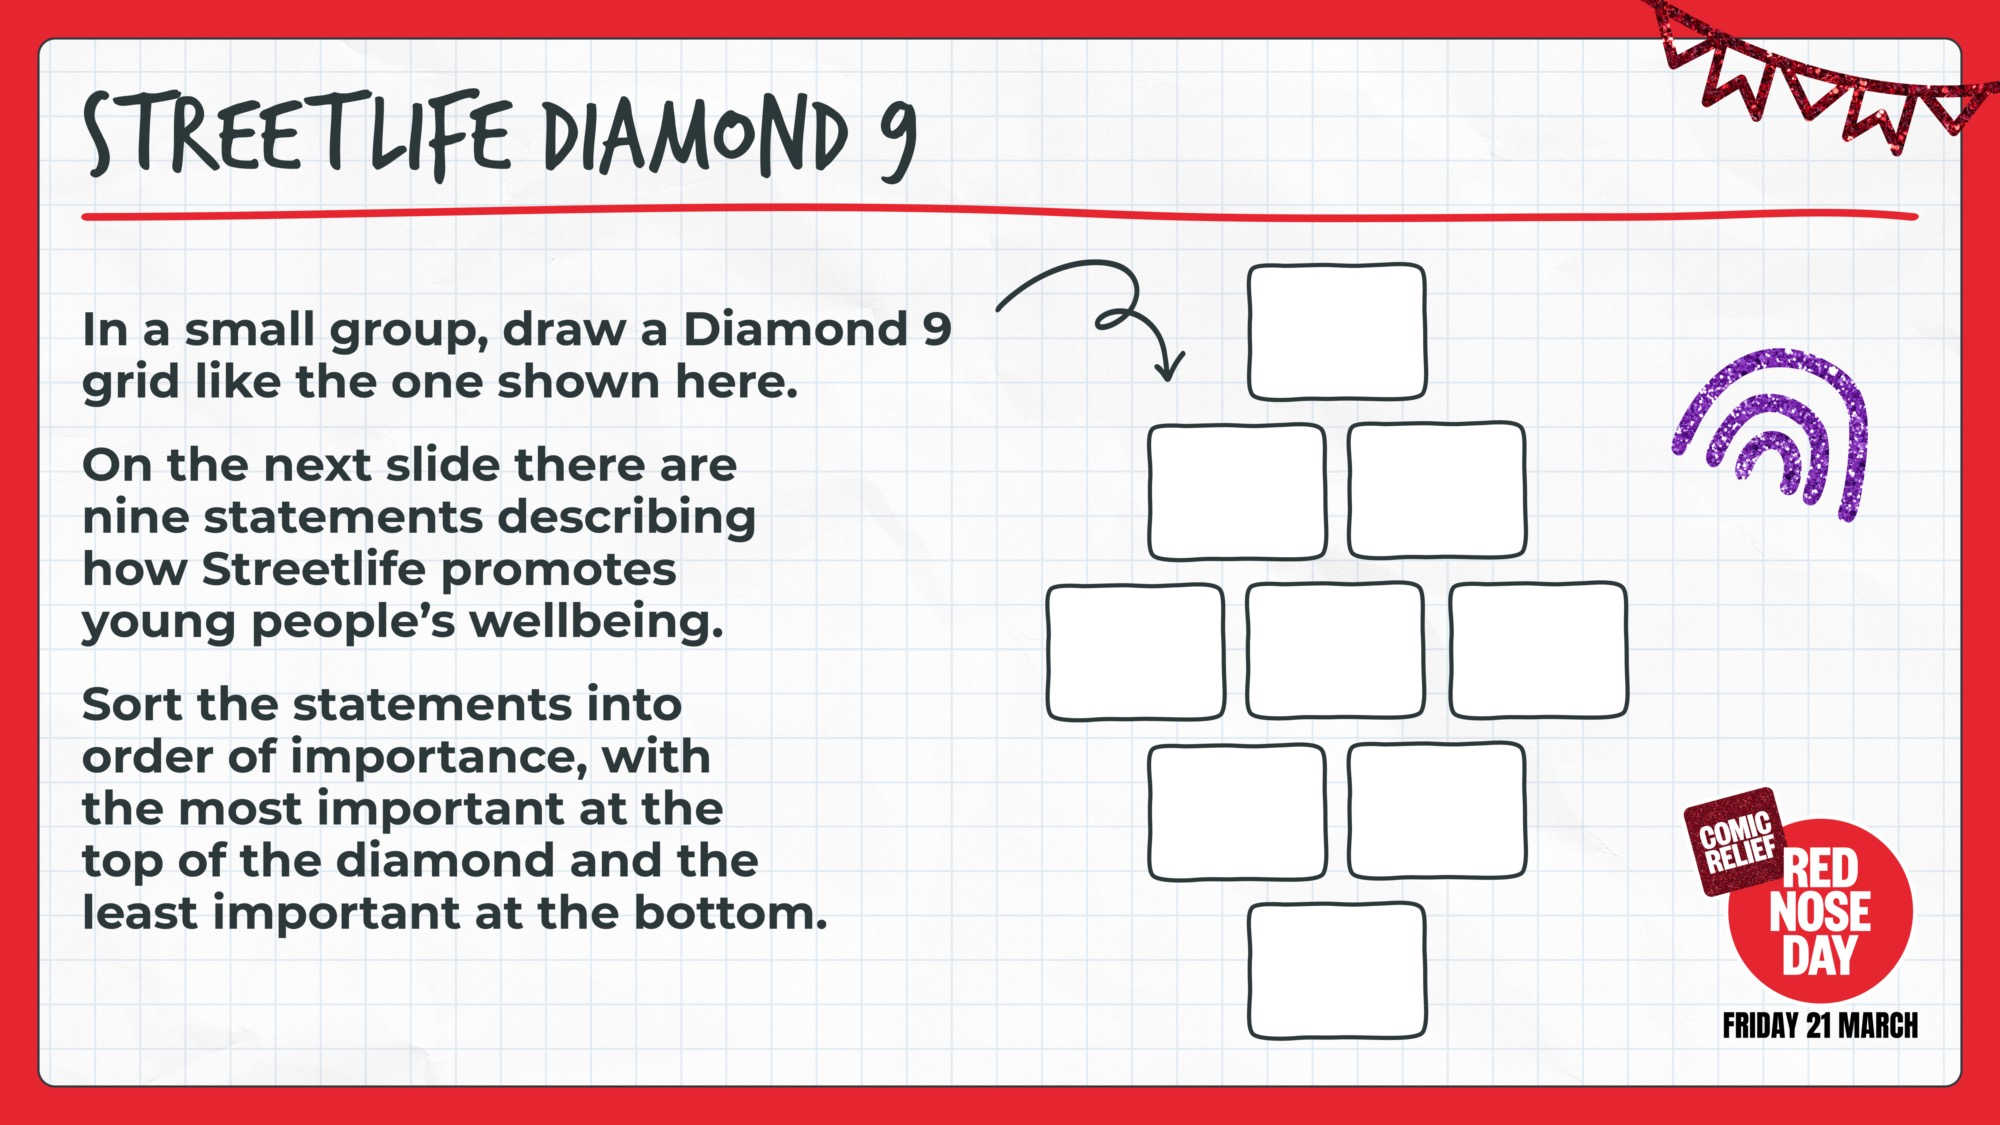 STREETLIFE DIAMOND 9
In a small group, draw a Diamond 9
grid like the one shown here.
On the next slide there are
nine statements describing
how Streetlife promotes
young people’s wellbeing.
Sort the statements into
order of importance, with
the most important at the
top of the diamond and the
least important at the bottom.
COMIC
RELIEF
RED
NOSE
DAY
FRIDAY 21 MARCH